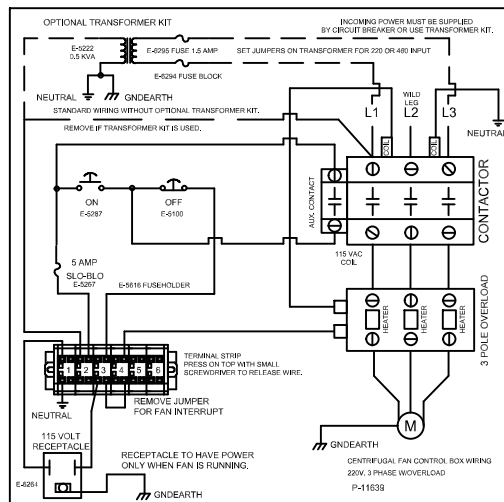 OPTIONAL TRANSFORMER KIT
INCOMING POWER MUST BE SUPPLIED
BY CIRCUIT BREAKER OR USE TRANSFORMER KIT.
E-5222
0.5 KVA
E-6295 FUSE 1.5 AMP
SET JUMPERS ON TRANSFORMER FOR 220 OR 480 INPUT
E-6294 FUSE BLOCK
NEUTRAL
GNDEARTH
WILD
LEG
L1
L2
L3
STANDARD WIRING WITHOUT OPTIONAL TRANSFORMER KIT.
REMOVE IF TRANSFORMER KIT IS USED.
NEUTRAL
COIL
COIL
ON
E-5287
OFF
E-5100
AUX. CONTACT
CONTACTOR
115 VAC
COIL
5 AMP
SLO-BLO
E-5267
E-5616 FUSEHOLDER
HEATER
HEATER
HEATER
3 POLE OVERLOAD
1 2 3 4 5 6
TERMINAL STRIP
PRESS ON TOP WITH SMALL
SCREWDRIVER TO RELEASE WIRE.
NEUTRAL
REMOVE JUMPER
FOR FAN INTERRUPT
M
115 VOLT
RECEPTACLE
GNDEARTH
RECEPTACLE TO HAVE POWER
ONLY WHEN FAN IS RUNNING.
CENTRIFUGAL FAN CONTROL BOX WIRING
220V, 3 PHASE W/OVERLOAD
E-6264
GNDEARTH
P-11639